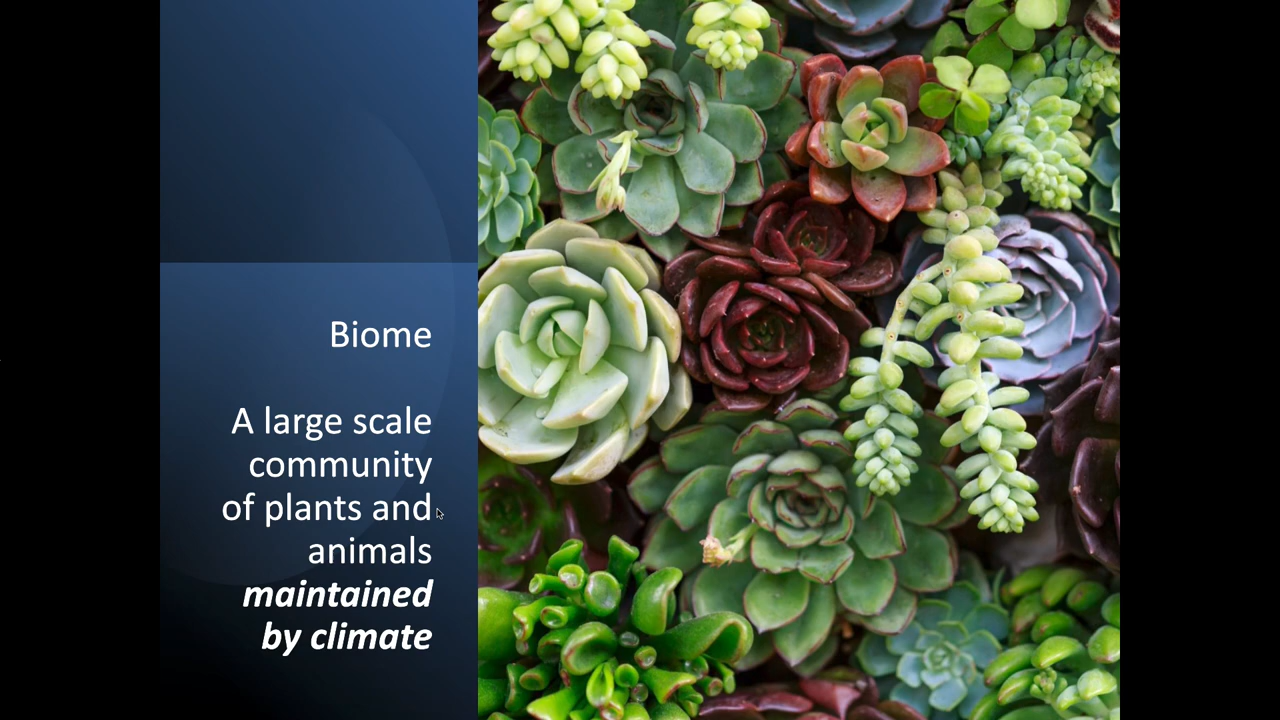 Biome
A large scale
community
of plants and
animals
maintained
by climate